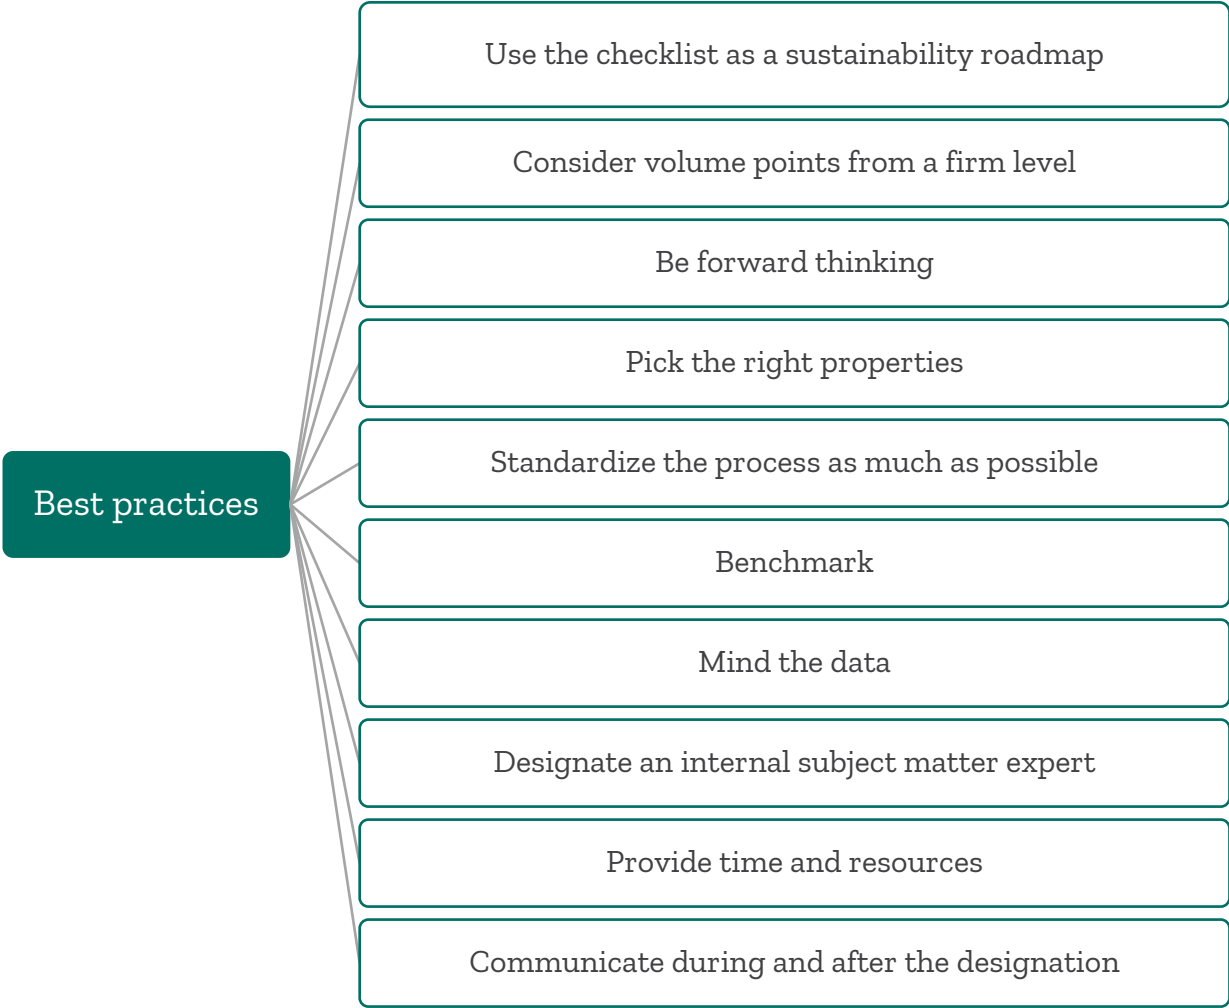 Best practices
Use the checklist as a sustainability roadmap
Consider volume points from a firm level
Be forward thinking
Pick the right properties
Standardize the process as much as possible
Benchmark
Mind the data
Designate an internal subject matter expert
Provide time and resources
Communicate during and after the designation